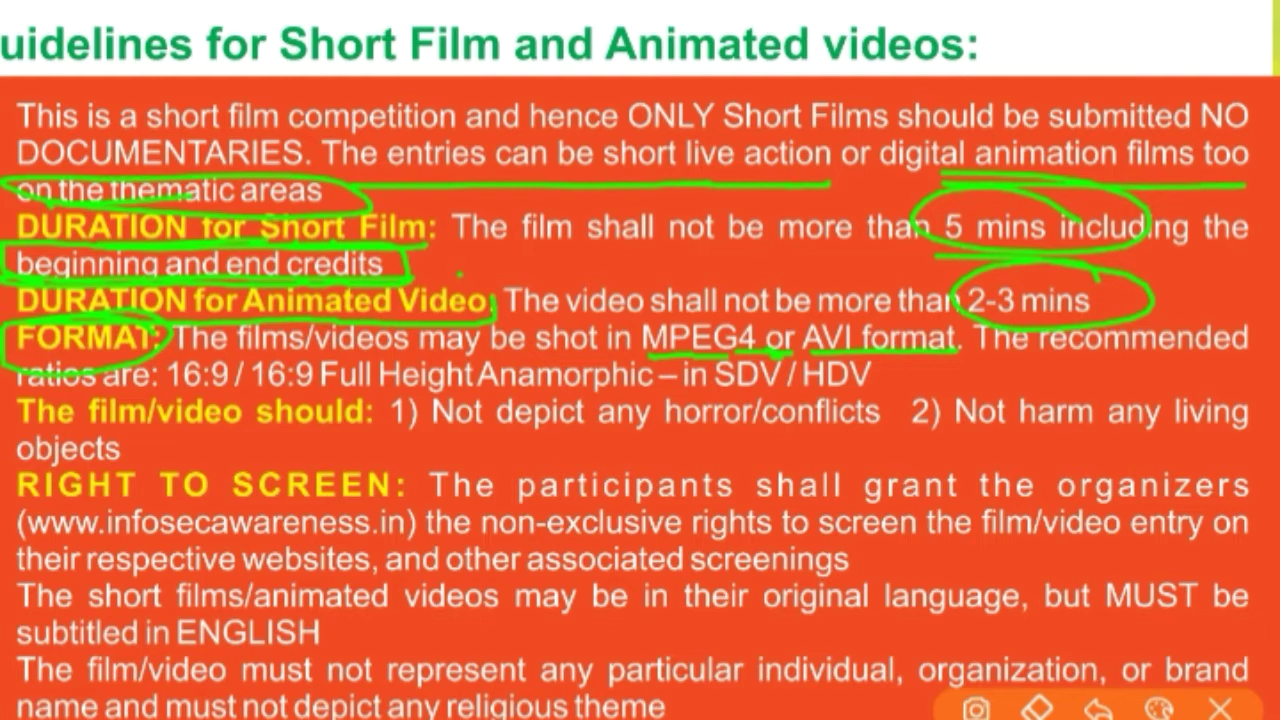 uidelines for Short Film and Animated videos:
This is a short film competition and hence ONLY Short Films should be submitted NO
DOCUMENTARIES. The entries can be short live action or digital animation films too
on the thematic areas
DURATION for Short Film: The film shall not be more than 5 mins including the
beginning and end credits
DURATION for Animated Video: The video shall not be more than 2-3 mins
FORMAT: The films/videos may be shot in MPEG4 or AVI format. The recommended
ratios are: 16:9 / 16:9 Full Height Anamorphic – in SDV / HDV
The film/video should: 1) Not depict any horror/conflicts 2) Not harm any living
objects
RIGHT TO SCREEN: The participants shall grant the organizers
(www.infosecawareness.in) the non-exclusive rights to screen the film/video entry on
their respective websites, and other associated screenings
The short films/animated videos may be in their original language, but MUST be
subtitled in ENGLISH
The film/video must not represent any particular individual, organization, or brand
name and must not depict any religious theme